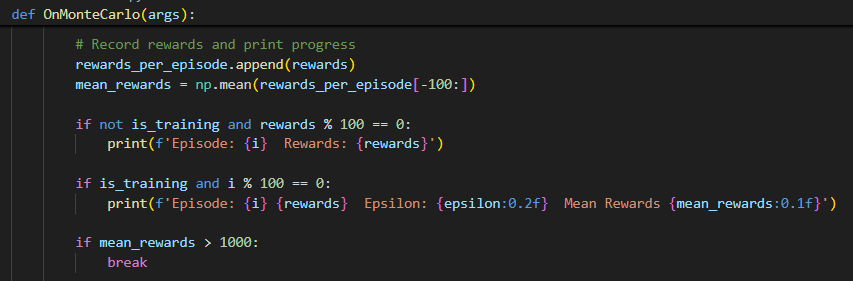 def OnMonteCarlo(args):
# Record rewards and print progress
rewards_per_episode.append(rewards)
mean_rewards = np.mean(rewards_per_episode[-100:])
if not is_training and rewards % 100 == 0:
print(f'Episode: {i}  Rewards: {rewards}')
if is_training and i % 100 == 0:
print(f'Episode: {i} {rewards}  Epsilon: {epsilon:0.2f}  Mean Rewards {mean_rewards:0.1f}')
if mean_rewards > 1000:
break